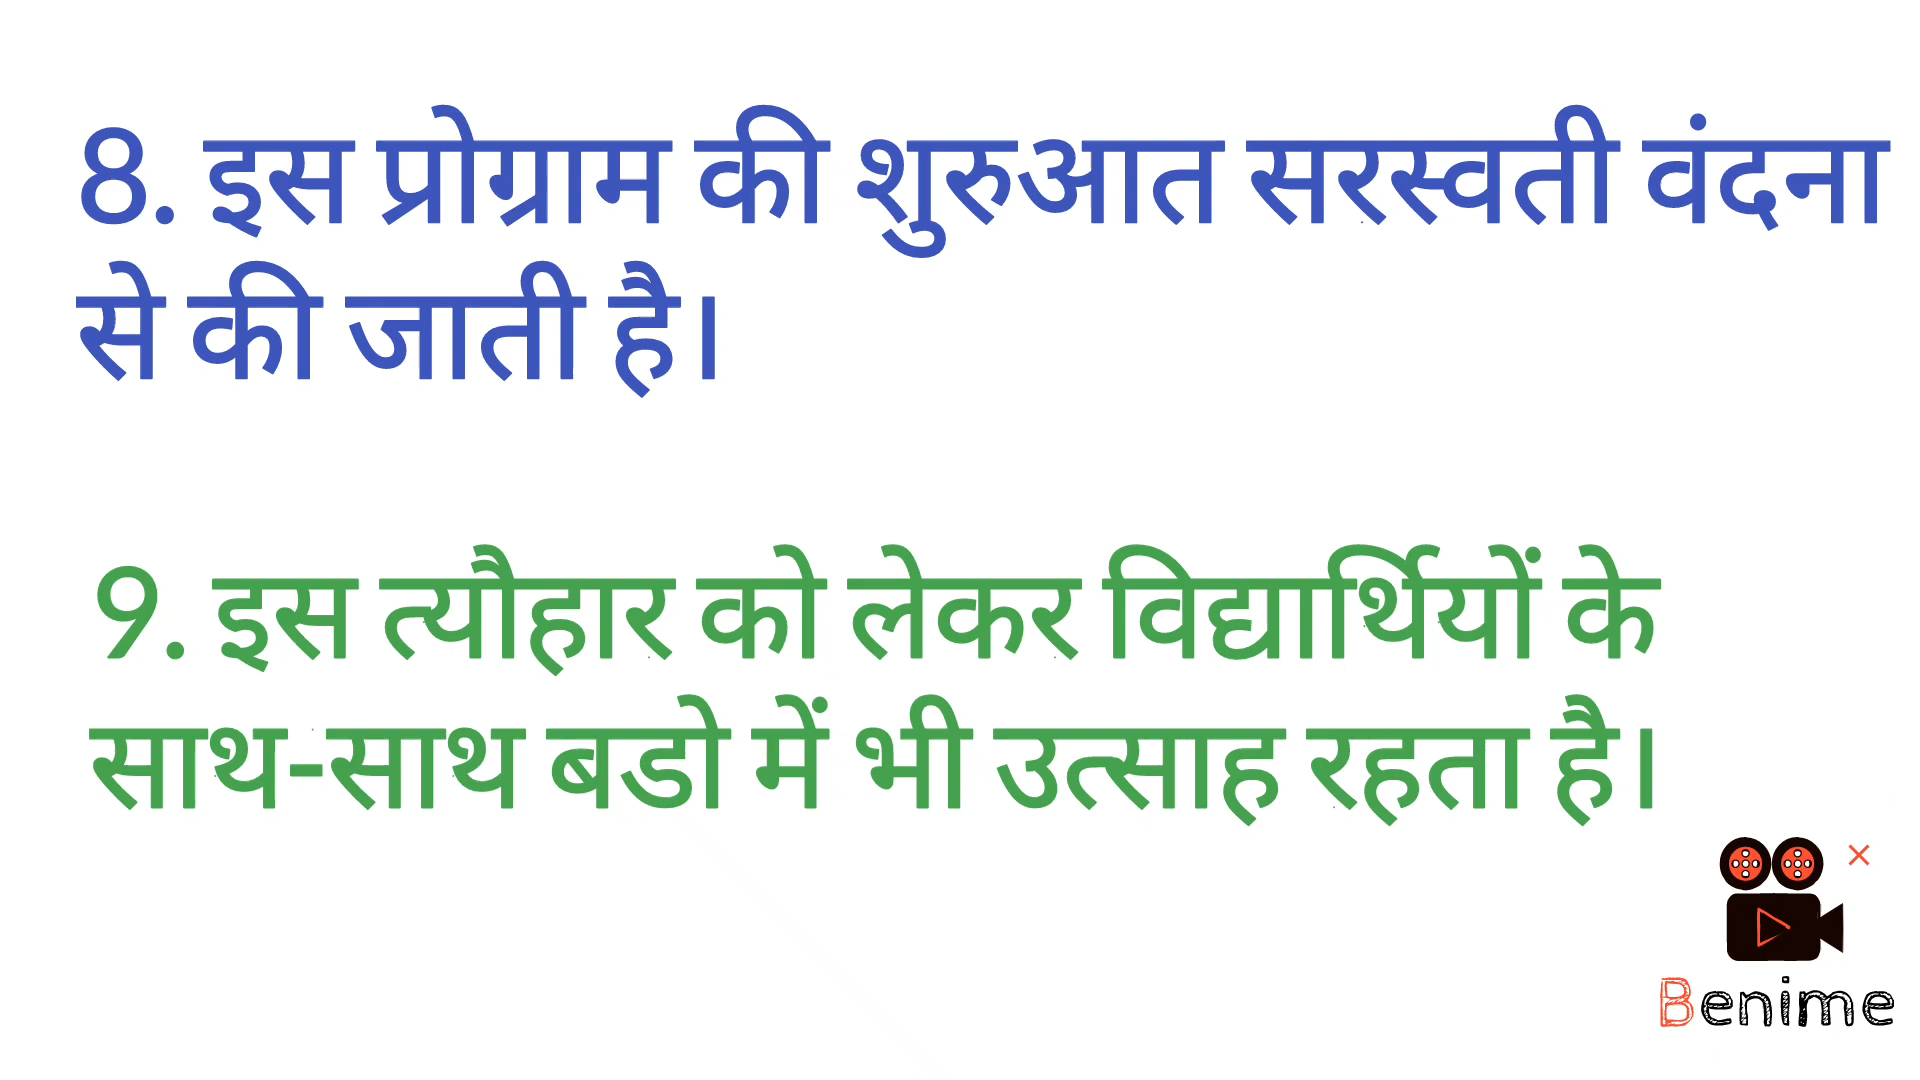 8. इस प्रोग्राम की शुरुआत सरस्वती वंदना
से की जाती है।
9. इस त्यौहार को लेकर विद्यार्थियों के
साथ-साथ बडो में भी उत्साह रहता है।
Benime